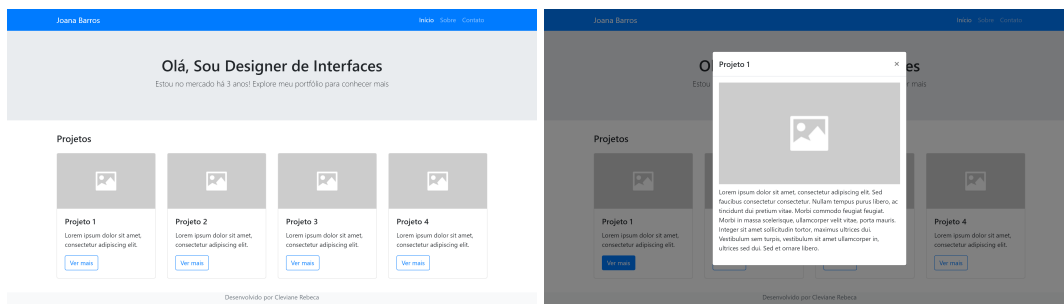 Joana Barros
Início Sobre Contato
Olá, Sou Designer de Interfaces
Estou no mercado há 3 anos! Explore meu portfólio para conhecer mais
Projetos
Projeto 1
Lorem ipsum dolor sit amet,
consectetur adipiscing elit.
Ver mais
Projeto 2
Lorem ipsum dolor sit amet,
consectetur adipiscing elit.
Ver mais
Projeto 3
Lorem ipsum dolor sit amet,
consectetur adipiscing elit.
Ver mais
Projeto 4
Lorem ipsum dolor sit amet,
consectetur adipiscing elit.
Ver mais
Desenvolvido por Cleviane Rebeca
Joana Barros
Início Sobre Contato
Ol
es
Estou
mais
Projeto 1 ×
Lorem ipsum dolor sit amet, consectetur adipiscing elit. Sed
faucibus consectetur consectetur. Nullam tempus purus libero, ac
tincidunt dui pretium vitae. Morbi commodo feugiat feugiat.
Morbi in massa scelerisque, ullamcorper velit vitae, porta mauris.
Integer sit amet sollicitudin tortor, maximus ultrices dui.
Vestibulum sem turpis, vestibulum sit amet ullamcorper in,
ultrices sed dui. Sed et ornare libero.
Projetos
Projeto 1
Lorem ipsum dolor sit amet,
consectetur adipiscing elit.
Ver mais
Projeto 4
Lorem ipsum dolor sit amet,
consectetur adipiscing elit.
Ver mais
Desenvolvido por Cleviane Rebeca